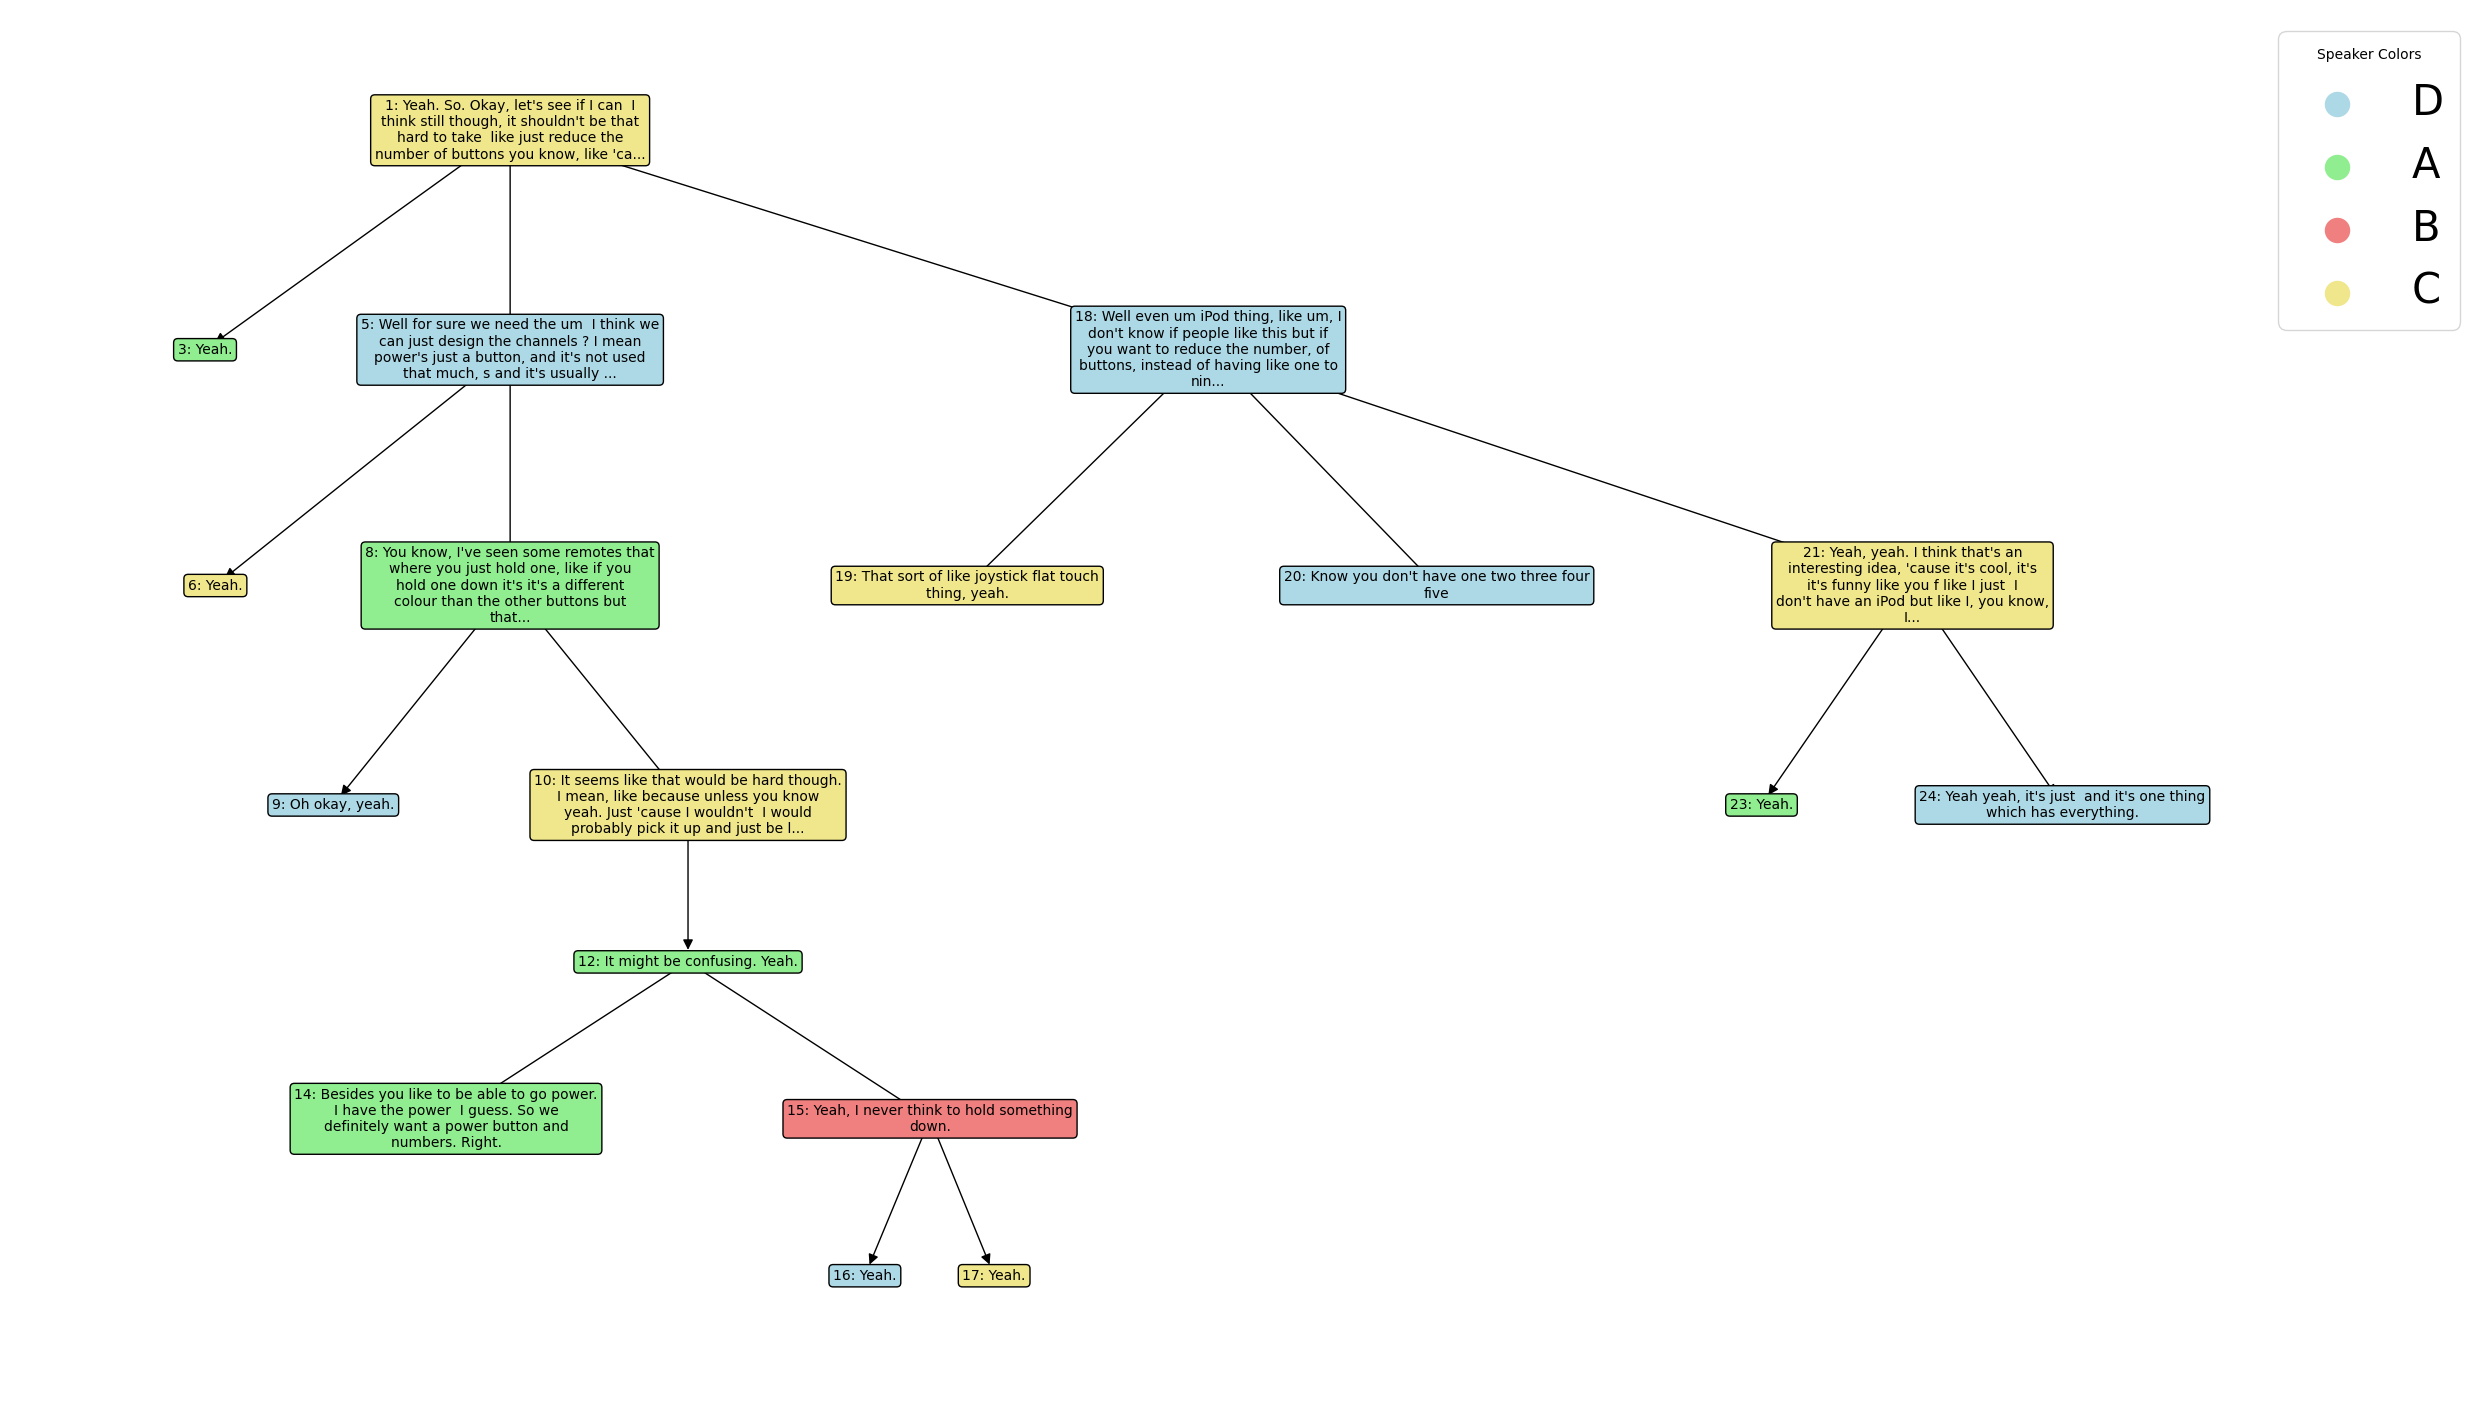 Speaker Colors
D
A
B
C
1: Yeah. So. Okay, let's see if I can  I
think still though, it shouldn't be that
hard to take  like just reduce the
number of buttons you know, like 'ca...
3: Yeah.
5: Well for sure we need the um  I think we
can just design the channels ? I mean
power's just a button, and it's not used
that much, s and it's usually ...
18: Well even um iPod thing, like um, I
don't know if people like this but if
you want to reduce the number, of
buttons, instead of having like one to
nin...
6: Yeah.
8: You know, I've seen some remotes that
where you just hold one, like if you
hold one down it's it's a different
colour than the other buttons but
that...
19: That sort of like joystick flat touch
thing, yeah.
20: Know you don't have one two three four
five
21: Yeah, yeah. I think that's an
interesting idea, 'cause it's cool, it's
it's funny like you f like I just  I
don't have an iPod but like I, you know,
I...
9: Oh okay, yeah.
10: It seems like that would be hard though.
I mean, like because unless you know
yeah. Just 'cause I wouldn't  I would
probably pick it up and just be l...
23: Yeah.
24: Yeah yeah, it's just  and it's one thing
which has everything.
12: It might be confusing. Yeah.
14: Besides you like to be able to go power.
I have the power  I guess. So we
definitely want a power button and
numbers. Right.
15: Yeah, I never think to hold something
down.
16: Yeah.
17: Yeah.